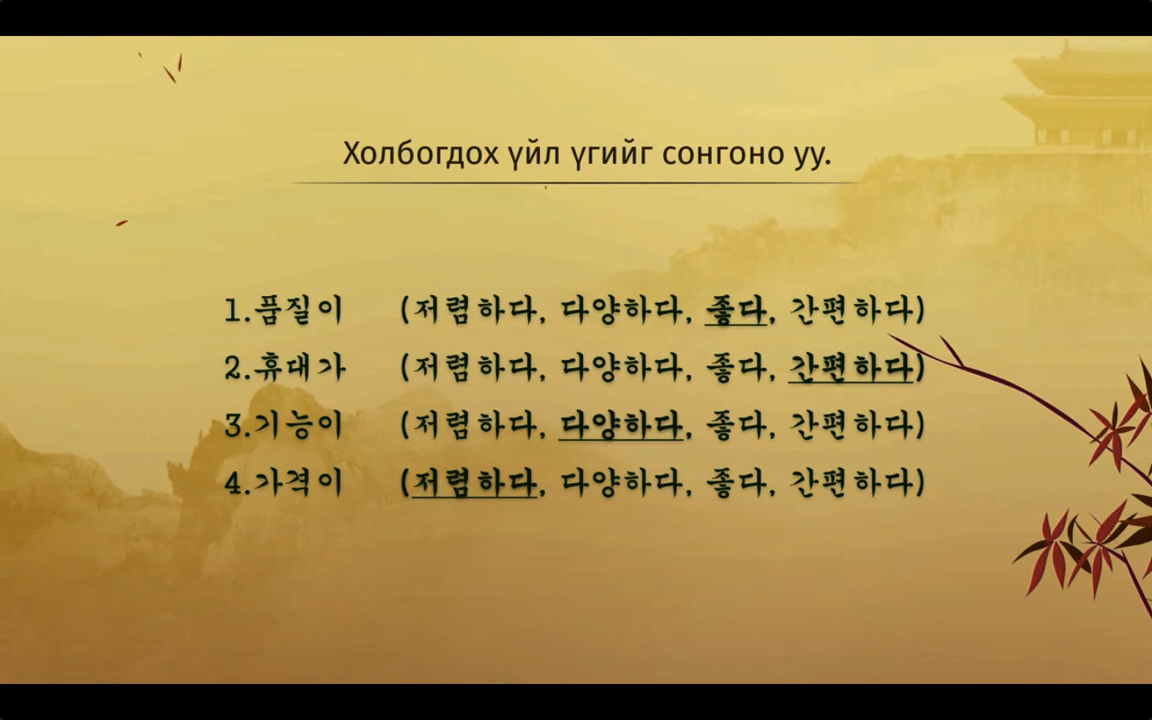 Холбогдох үйл үгийг сонгоно уу.
1.품질이 (저렴하다, 다양하다, 좋다, 간편하다)
2.휴대가 (저렴하다, 다양하다, 좋다, 간편하다)
3.기능이 (저렴하다, 다양하다, 좋다, 간편하다)
4.가격이 (저렴하다, 다양하다, 좋다, 간편하다)